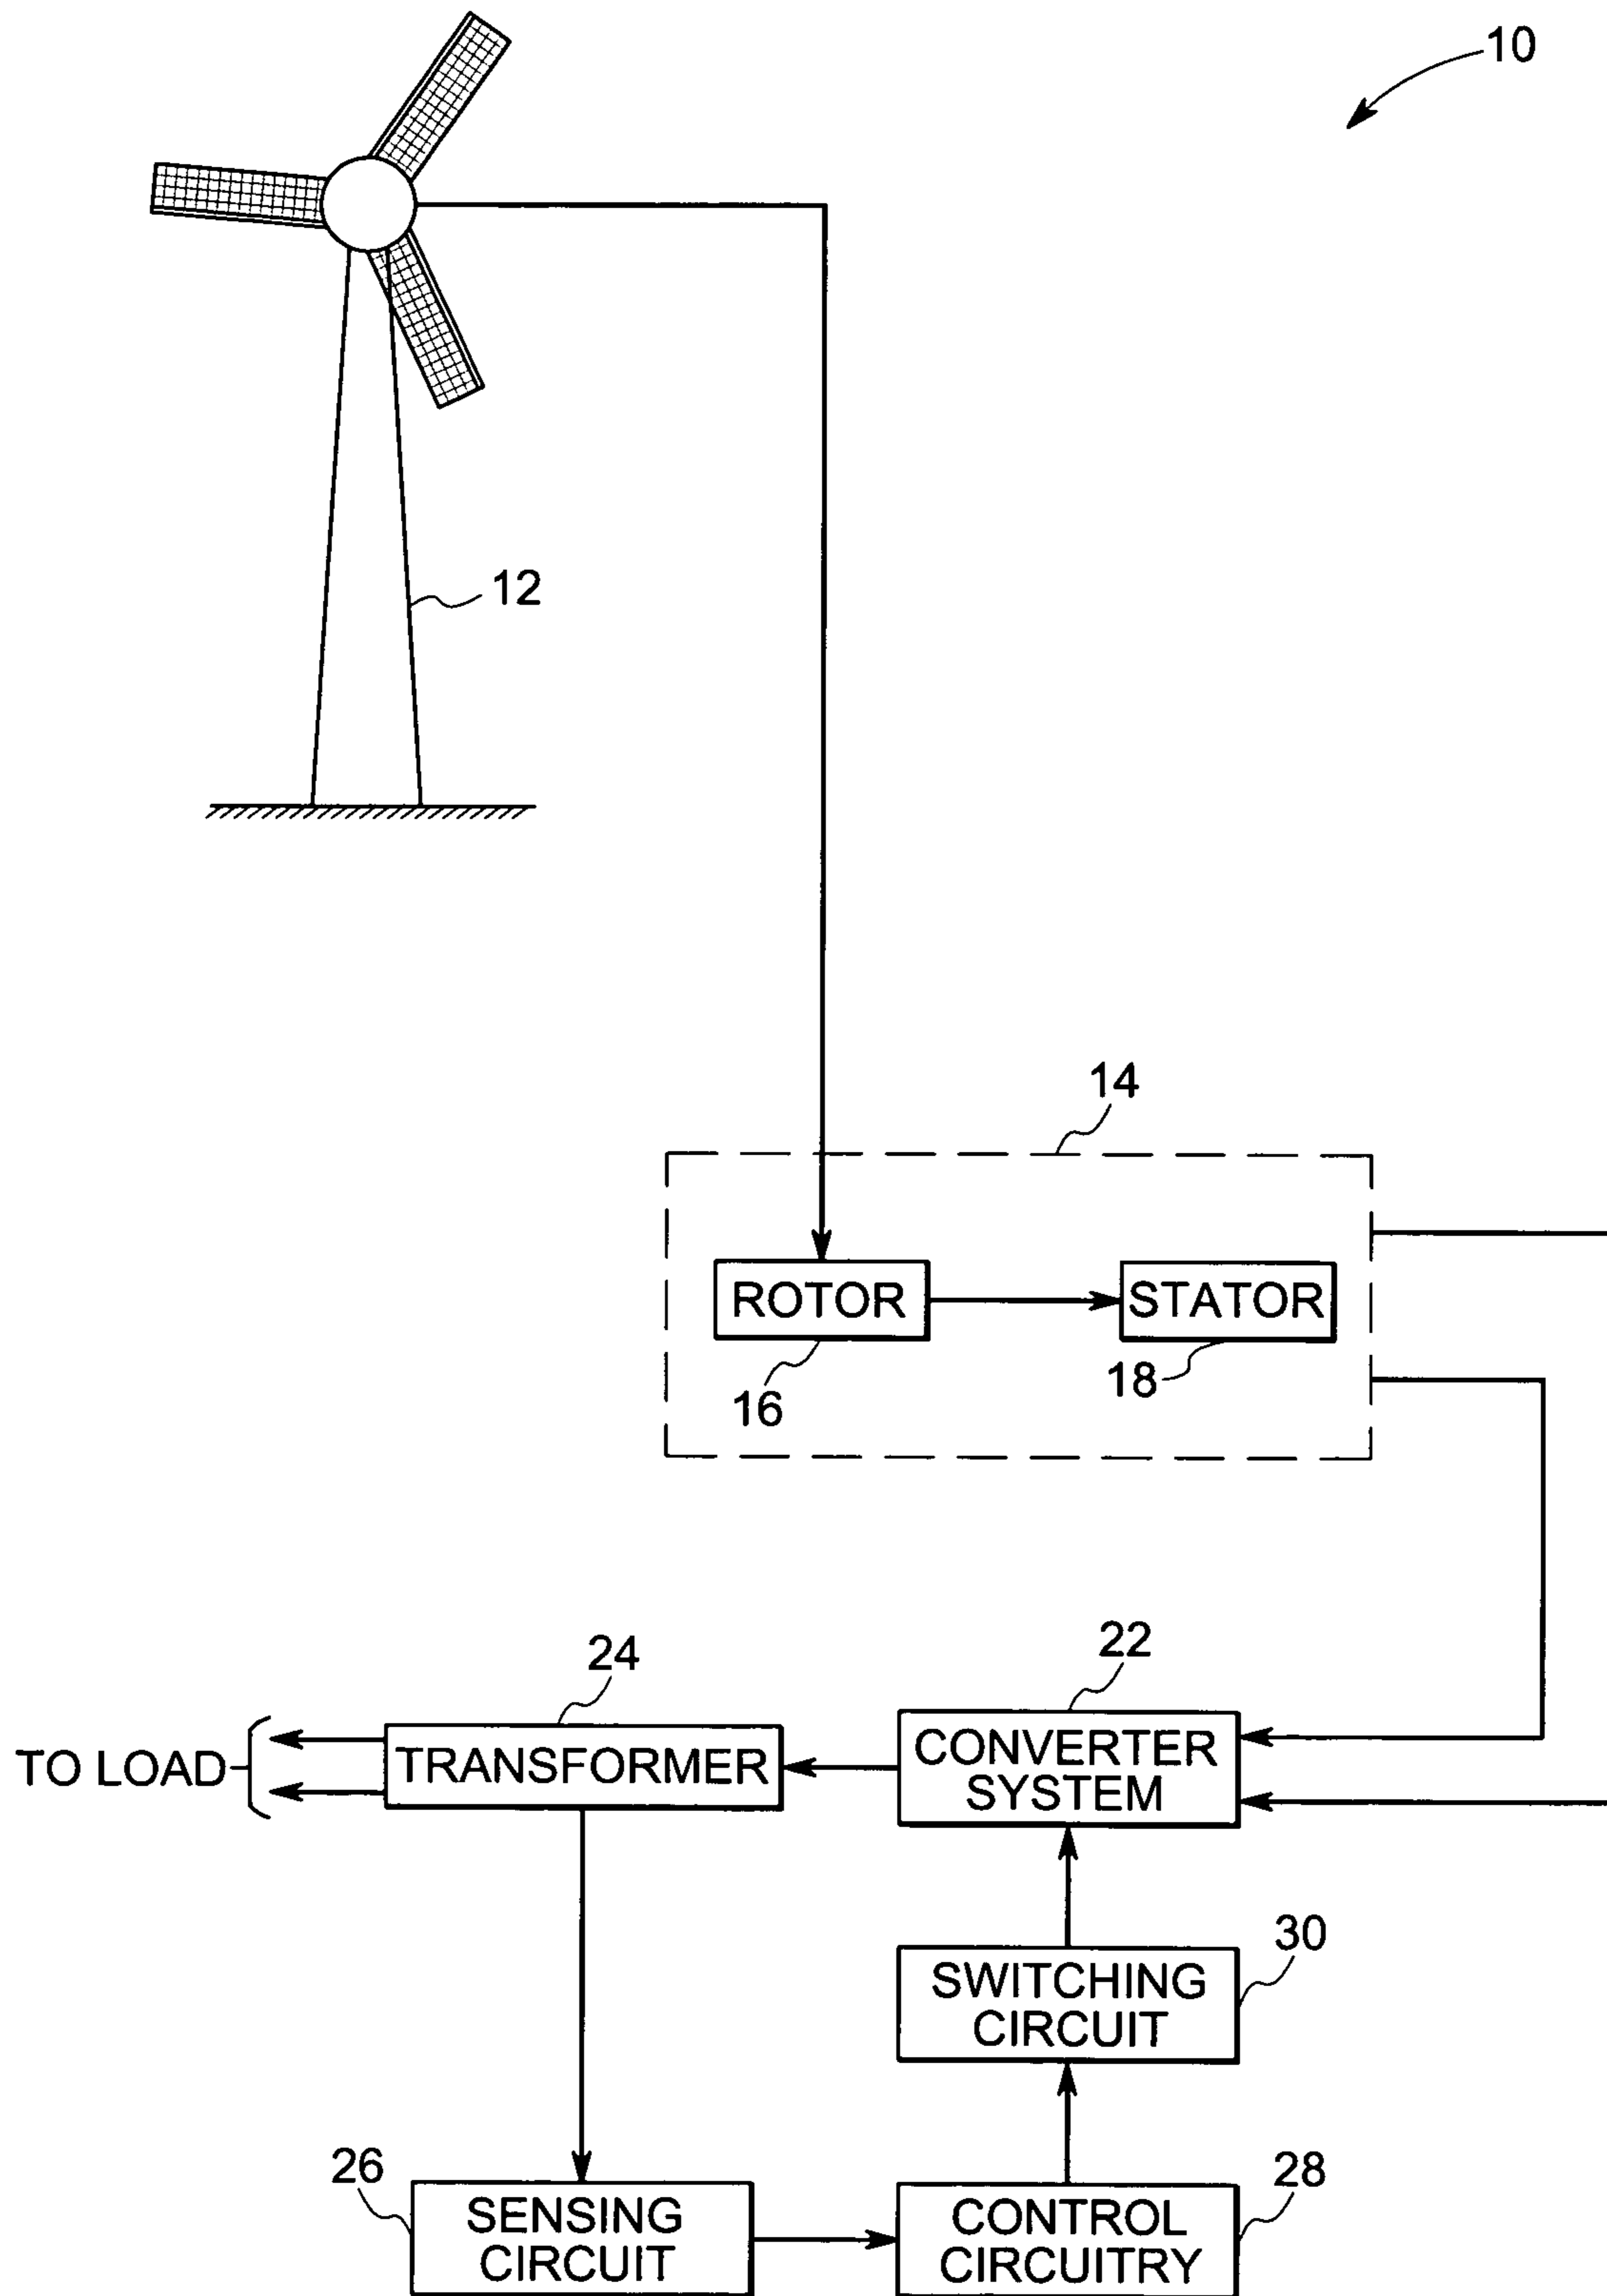 10
12
14
ROTOR
STATOR
16
18
24
22
TO LOAD
TRANSFORMER
CONVERTER
SYSTEM
30
SWITCHING
CIRCUIT
26
28
SENSING
CIRCUIT
CONTROL
CIRCUITRY